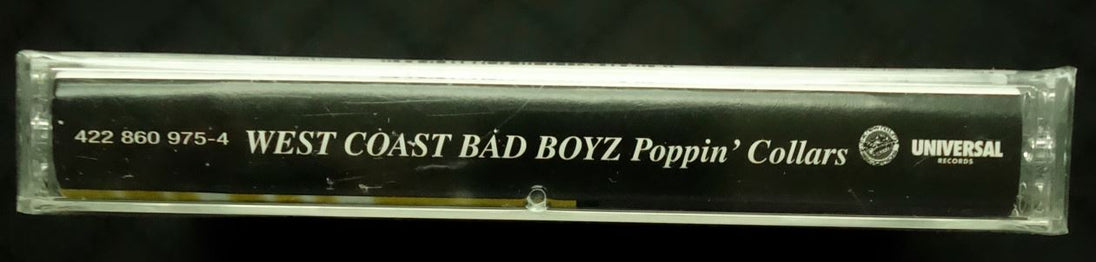 422 860 975-4 WEST COAST BAD BOYZ Poppin' Collars UNIVERSAL
RECORDS